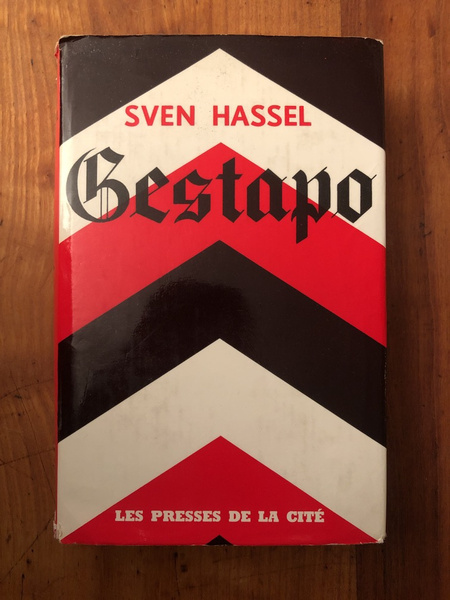 SVEN HASSEL
Gestapo
LES PRESSES DE LA CITÉ